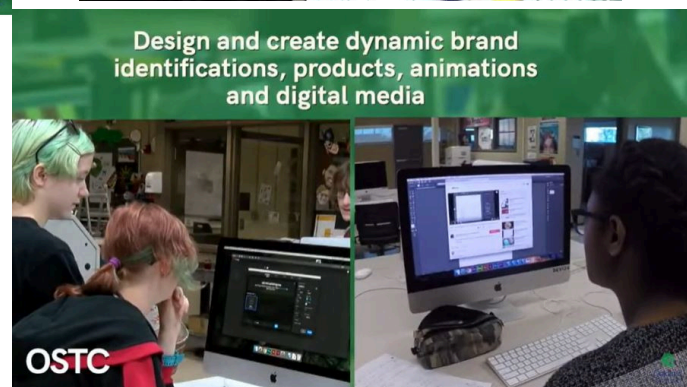 Design and create dynamic brand
identifications, products, animations
and digital media
OSTC